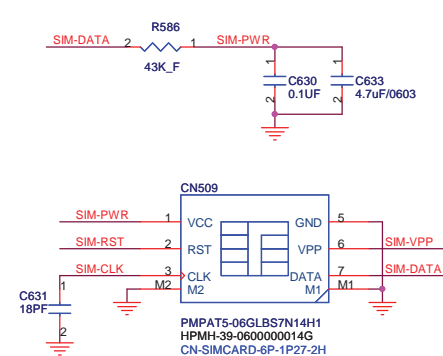 R586
SIM-DATA 2 1 SIM-PWR
43K_F
1 1
C630 C633
0.1UF 4.7uF/0603
2 2
CN509
SIM-PWR 1 VCC GND 5
SIM-RST 2 RST VPP 6 SIM-VPP
SIM-CLK 3 CLK DATA 7 SIM-DATA
M2 M2 M1 M1
C631 1
18PF
2
PMPAT5-06GLBS7N14H1
HPMH-39-0600000014G
CN-SIMCARD-6P-1P27-2H